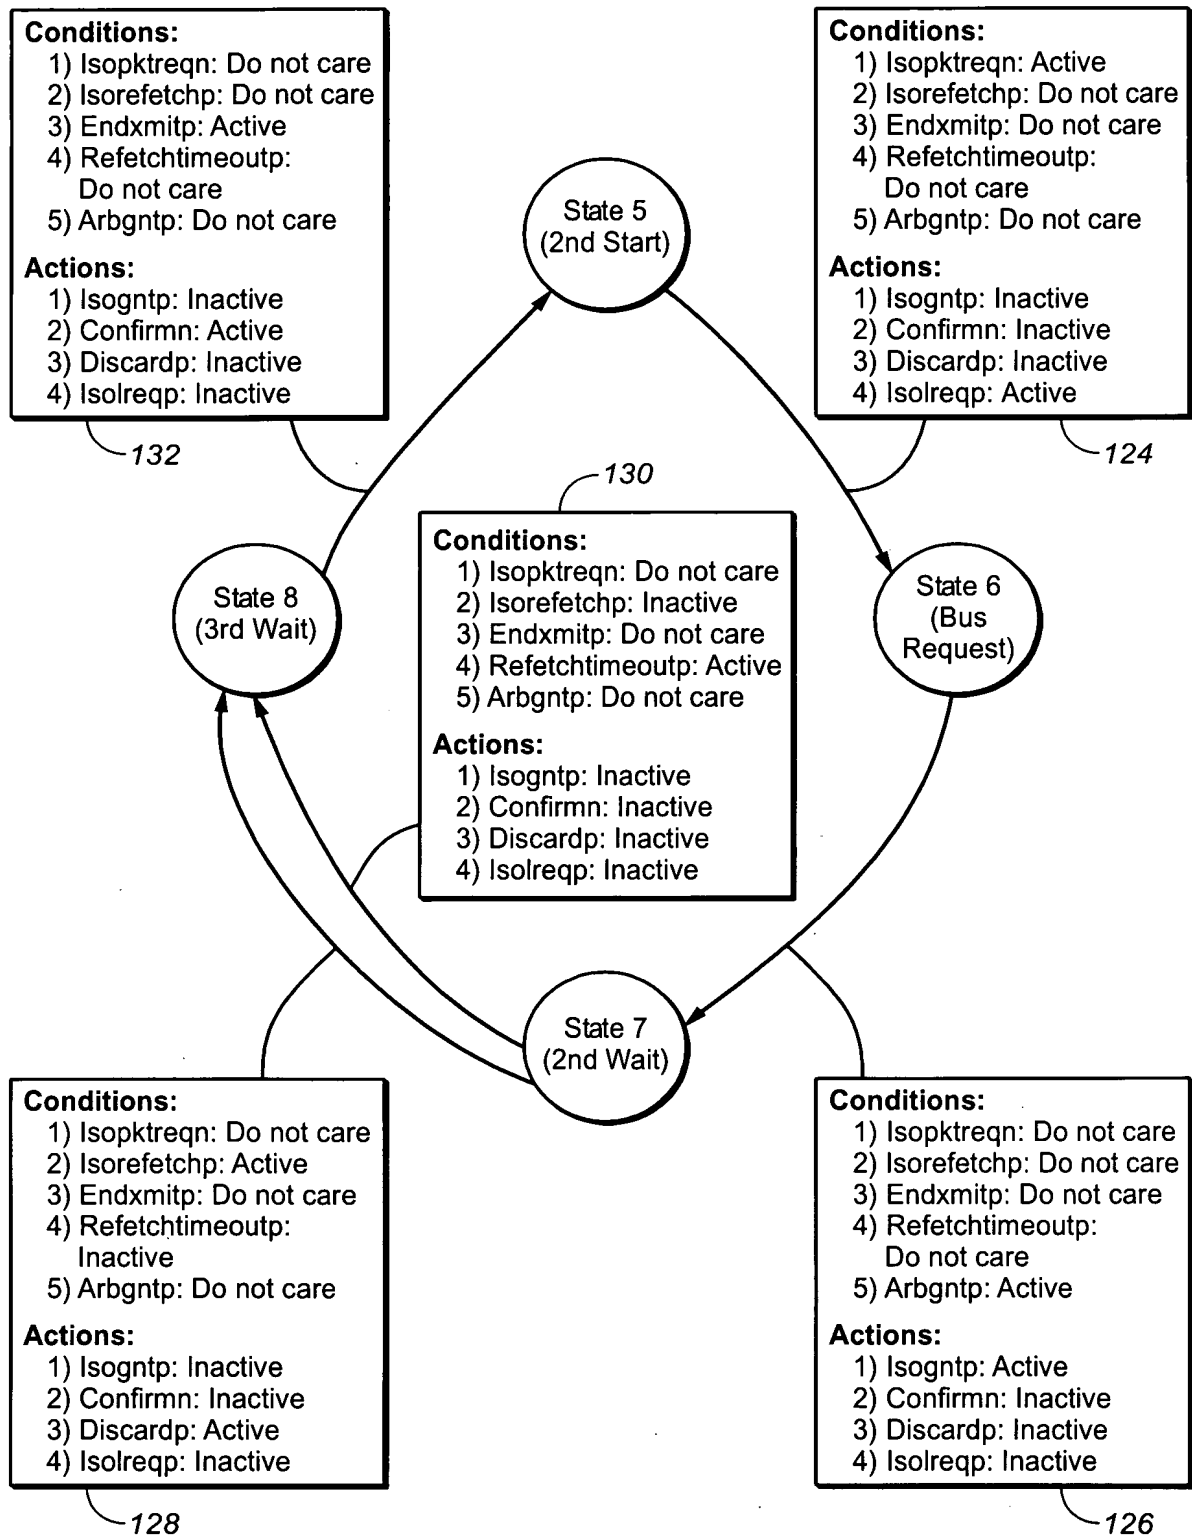 Conditions:
1) Isopktreqn: Do not care
2) Isorefetchp: Do not care
3) Endxmitp: Active
4) Refetchtimeoutp:
Do not care
5) Arbgntp: Do not care
Actions:
1) Isogntp: Inactive
2) Confirmn: Active
3) Discardp: Inactive
4) Isolreqp: Inactive
132
Conditions:
1) Isopktreqn: Active
2) Isorefetchp: Do not care
3) Endxmitp: Do not care
4) Refetchtimeoutp:
Do not care
5) Arbgntp: Do not care
Actions:
1) Isogntp: Inactive
2) Confirmn: Inactive
3) Discardp: Inactive
4) Isolreqp: Active
124
State 5
(2nd Start)
130
Conditions:
1) Isopktreqn: Do not care
2) Isorefetchp: Inactive
3) Endxmitp: Do not care
4) Refetchtimeoutp: Active
5) Arbgntp: Do not care
Actions:
1) Isogntp: Inactive
2) Confirmn: Inactive
3) Discardp: Inactive
4) Isolreqp: Inactive
State 8
(3rd Wait)
State 6
(Bus
Request)
State 7
(2nd Wait)
Conditions:
1) Isopktreqn: Do not care
2) Isorefetchp: Active
3) Endxmitp: Do not care
4) Refetchtimeoutp:
Inactive
5) Arbgntp: Do not care
Actions:
1) Isogntp: Inactive
2) Confirmn: Inactive
3) Discardp: Active
4) Isolreqp: Inactive
128
Conditions:
1) Isopktreqn: Do not care
2) Isorefetchp: Do not care
3) Endxmitp: Do not care
4) Refetchtimeoutp:
Do not care
5) Arbgntp: Active
Actions:
1) Isogntp: Active
2) Confirmn: Inactive
3) Discardp: Inactive
4) Isolreqp: Inactive
126